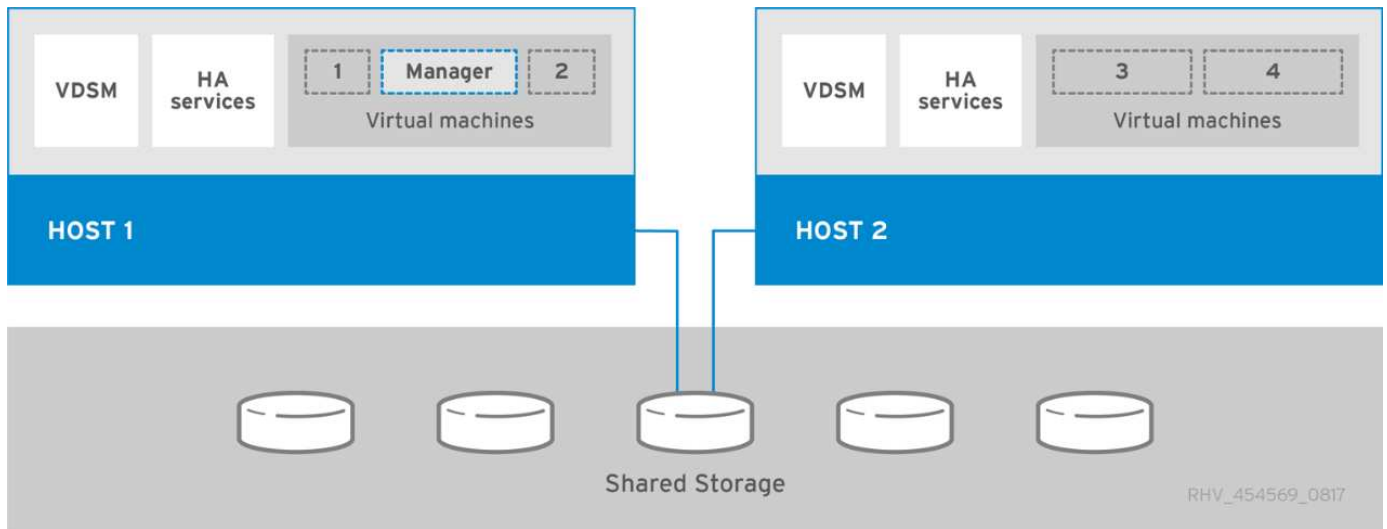 VDSM
HA
services
1
Manager
2
Virtual machines
HOST 1
VDSM
HA
services
3
4
Virtual machines
HOST 2
Shared Storage
RHV_454569_0817